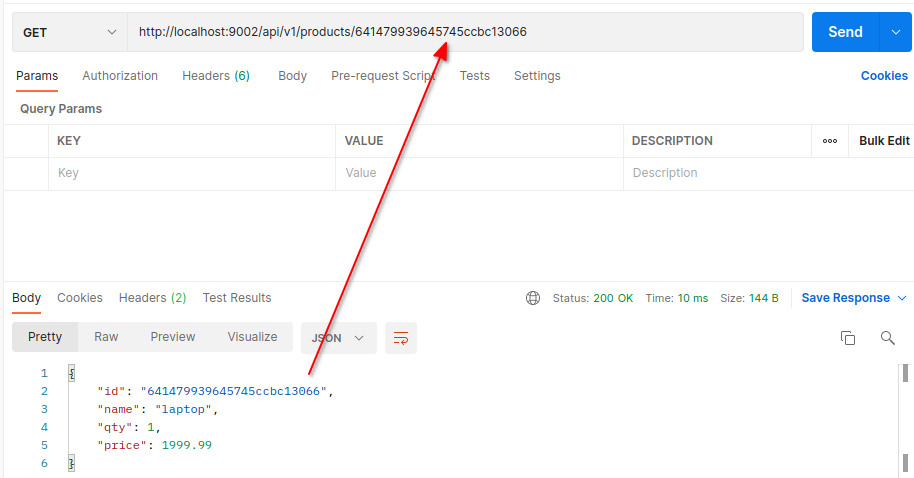 GET http://localhost:9002/api/v1/products/641479939645745ccbc13066 Send
Params Authorization Headers (6) Body Pre-request Script Tests Settings Cookies
Query Params
KEY VALUE DESCRIPTION ooo Bulk Edit
Key Value Description
Body Cookies Headers (2) Test Results Status: 200 OK Time: 10 ms Size: 144 B Save Response
Pretty Raw Preview Visualize JSON
1 {
2 "id": "641479939645745ccbc13066",
3 "name": "laptop",
4 "qty": 1,
5 "price": 1999.99
6 }